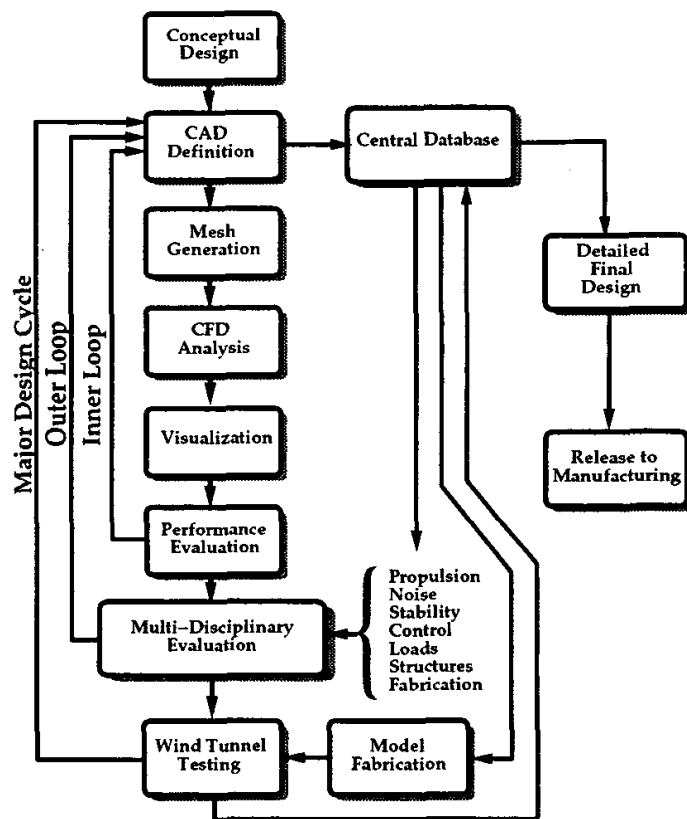 Conceptual
Design
CAD
Definition
Central Database
Mesh
Generation
Detailed
Final
Design
CFD
Analysis
Visualization
Release to
Manufacturing
Performance
Evaluation
Major Design Cycle
Outer Loop
Inner Loop
Multi-Disciplinary
Evaluation
Propulsion
Noise
Stability
Control
Loads
Structures
Fabrication
Wind Tunnel
Testing
Model
Fabrication